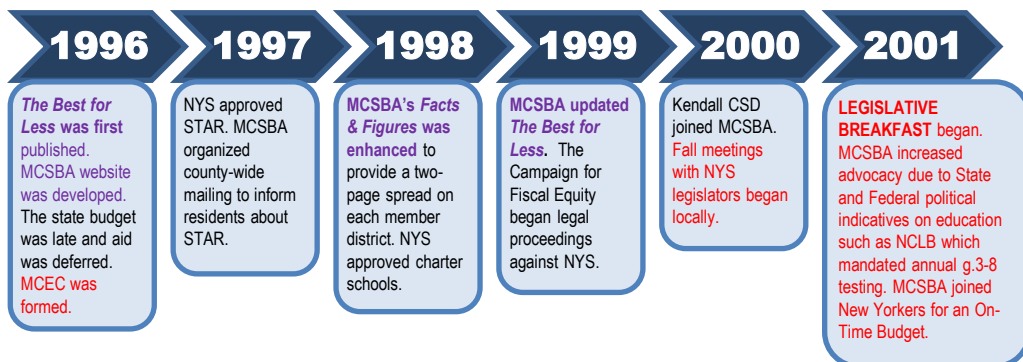 1996
1997
1998
1999
2000
2001
The Best for
Less was first
published.
MCSBA website
was developed.
The state budget
was late and aid
was deferred.
MCEC was
formed.
NYS approved
STAR. MCSBA
organized
county-wide
mailing to inform
residents about
STAR.
MCSBA's Facts
& Figures was
enhanced to
provide a two-
page spread on
each member
district. NYS
approved charter
schools.
MCSBA updated
The Best for
Less. The
Campaign for
Fiscal Equity
began legal
proceedings
against NYS.
Kendall CSD
joined MCSBA.
Fall meetings
with NYS
legislators began
locally.
LEGISLATIVE
BREAKFAST began.
MCSBA increased
advocacy due to State
and Federal political
indicatives on education
such as NCLB which
mandated annual g.3-8
testing. MCSBA joined
New Yorkers for an On-
Time Budget.